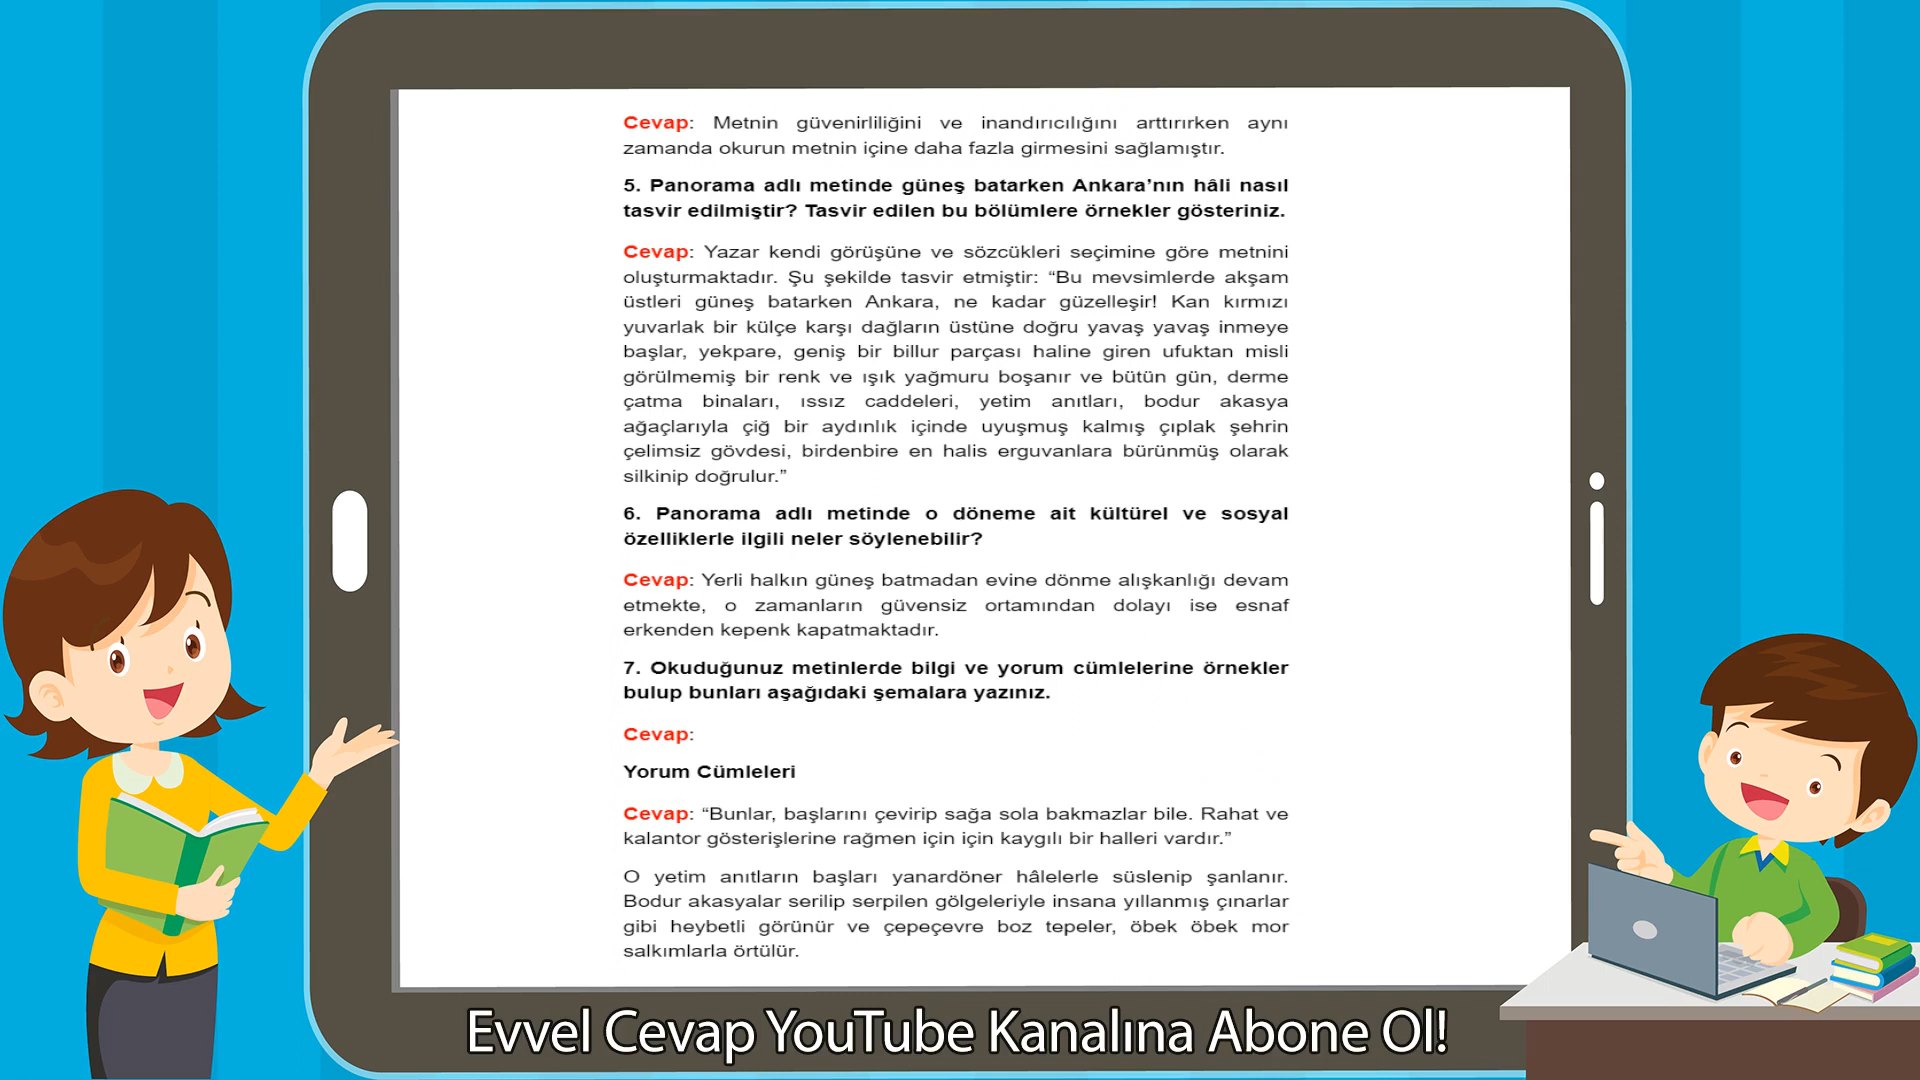 Cevap: Metnin güvenirliliğini ve inandırıcılığını arttırırken aynı
zamanda okurun metnin içine daha fazla girmesini sağlamıştır.
5. Panorama adlı metinde güneş batarken Ankara’nın hâli nasıl
tasvir edilmiştir? Tasvir edilen bu bölümlere örnekler gösteriniz.
Cevap: Yazar kendi görüşüne ve sözcükleri seçimine göre metnini
oluşturmaktadır. Şu şekilde tasvir etmiştir: “Bu mevsimlerde akşam
üstleri güneş batarken Ankara, ne kadar güzelleşir! Kan kırmızı
yuvarlak bir külçe karşı dağların üstüne doğru yavaş yavaş inmeye
başlar, yekpare, geniş bir billur parçası haline giren ufuktan misli
görülmemiş bir renk ve ışık yağmuru boşanır ve bütün gün, derme
çatma binaları, ıssız caddeleri, yetim anıtları, bodur akasya
ağaçlarıyla çiğ bir aydınlık içinde uyuşmuş kalmış çıplak şehrin
çelimsiz gövdesi, birdenbire en halis erguvanlara bürünmüş olarak
silkinip doğrulur.”
6. Panorama adlı metinde o döneme ait kültürel ve sosyal
özelliklerle ilgili neler söylenebilir?
Cevap: Yerli halkın güneş batmadan evine dönme alışkanlığı devam
etmekte, o zamanların güvensiz ortamından dolayı ise esnaf
erkenden kepenk kapatmaktadır.
7. Okuduğunuz metinlerde bilgi ve yorum cümlelerine örnekler
bulup bunları aşağıdaki şemalara yazınız.
Cevap:
Yorum Cümleleri
Cevap: “Bunlar, başlarını çevirip sağa sola bakmazlar bile. Rahat ve
kalantor gösterişlerine rağmen için için kaygılı bir halleri vardır.”
O yetim anıtların başları yanardöner hâlelerle süslenip şanlanır.
Bodur akasyalar serilip serpilen gölgeleriyle insana yıllanmış çınarlar
gibi heybetli görünür ve çepeçevre boz tepeler, öbek öbek mor
salkımlarla örtülür.
Evvel Cevap YouTube Kanalına Abone Ol!